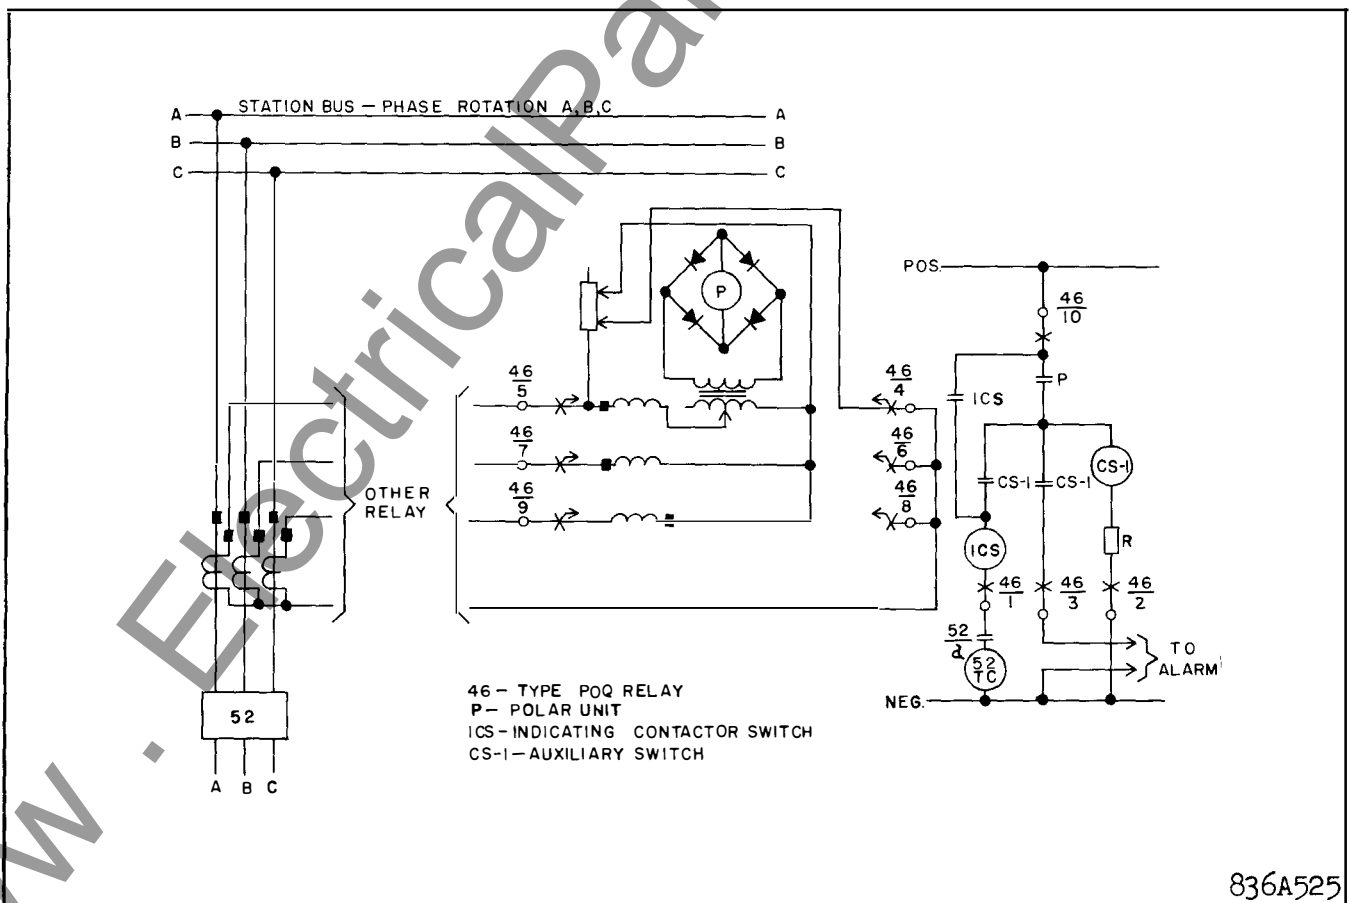 STATION BUS — PHASE ROTATION A,B,C
A A
B B
C C
POS.
46
10
P
P
46
5
46
4
ICS
46
7
46
6
CS-1
CS-1 CS-1
OTHER
RELAY
46
9
46
8
ICS
R
46
1
46
3
46
2
52
a
52
TC
TO
ALARM
NEG.
46 - TYPE POQ RELAY
P - POLAR UNIT
ICS - INDICATING CONTACTOR SWITCH
CS-1 - AUXILIARY SWITCH
52
A B C
836A525
w . ElectricalPa